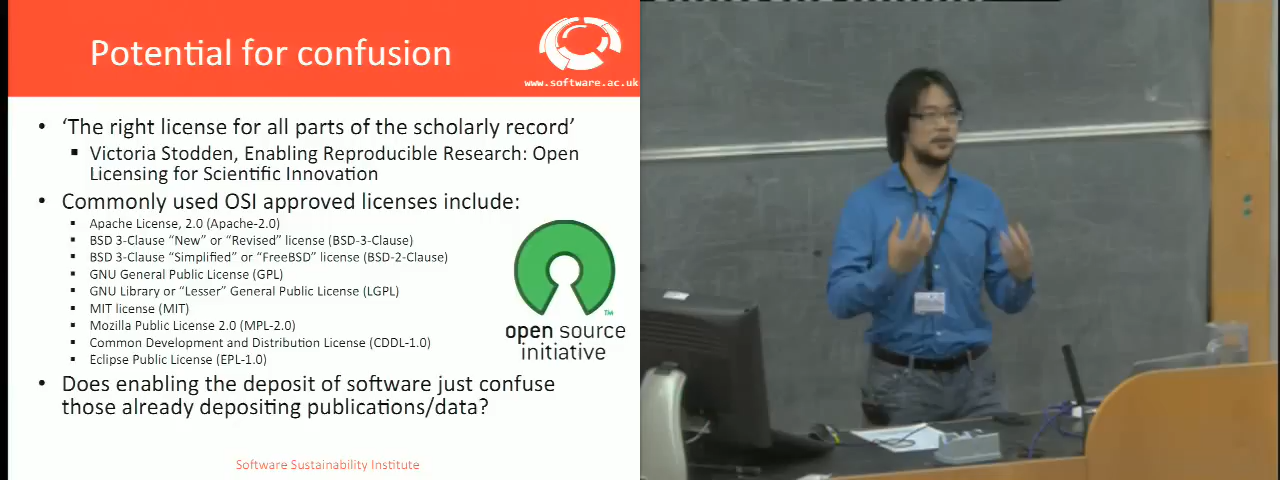 Potential for confusion
www.software.ac.uk
• ‘The right license for all parts of the scholarly record’
▪ Victoria Stodden, Enabling Reproducible Research: Open
Licensing for Scientific Innovation
• Commonly used OSI approved licenses include:
▪ Apache License, 2.0 (Apache-2.0)
▪ BSD 3-Clause “New” or “Revised” license (BSD-3-Clause)
▪ BSD 3-Clause “Simplified” or “FreeBSD” license (BSD-2-Clause)
▪ GNU General Public License (GPL)
▪ GNU Library or “Lesser” General Public License (LGPL)
▪ MIT license (MIT)
▪ Mozilla Public License 2.0 (MPL-2.0)
▪ Common Development and Distribution License (CDDL-1.0)
▪ Eclipse Public License (EPL-1.0)
TM
open source
initiative
• Does enabling the deposit of software just confuse
those already depositing publications/data?
Software Sustainability Institute